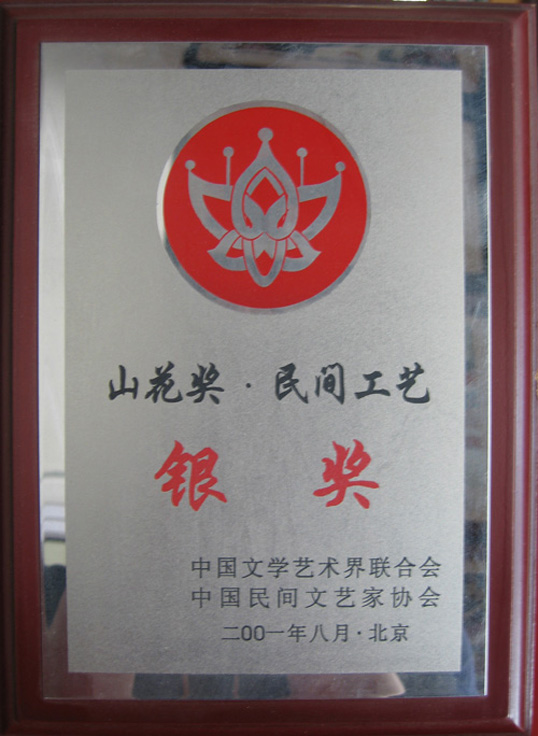 山花奖·民间工艺
银奖
中国文学艺术界联合会
中国民间文艺家协会
二00一年八月·北京